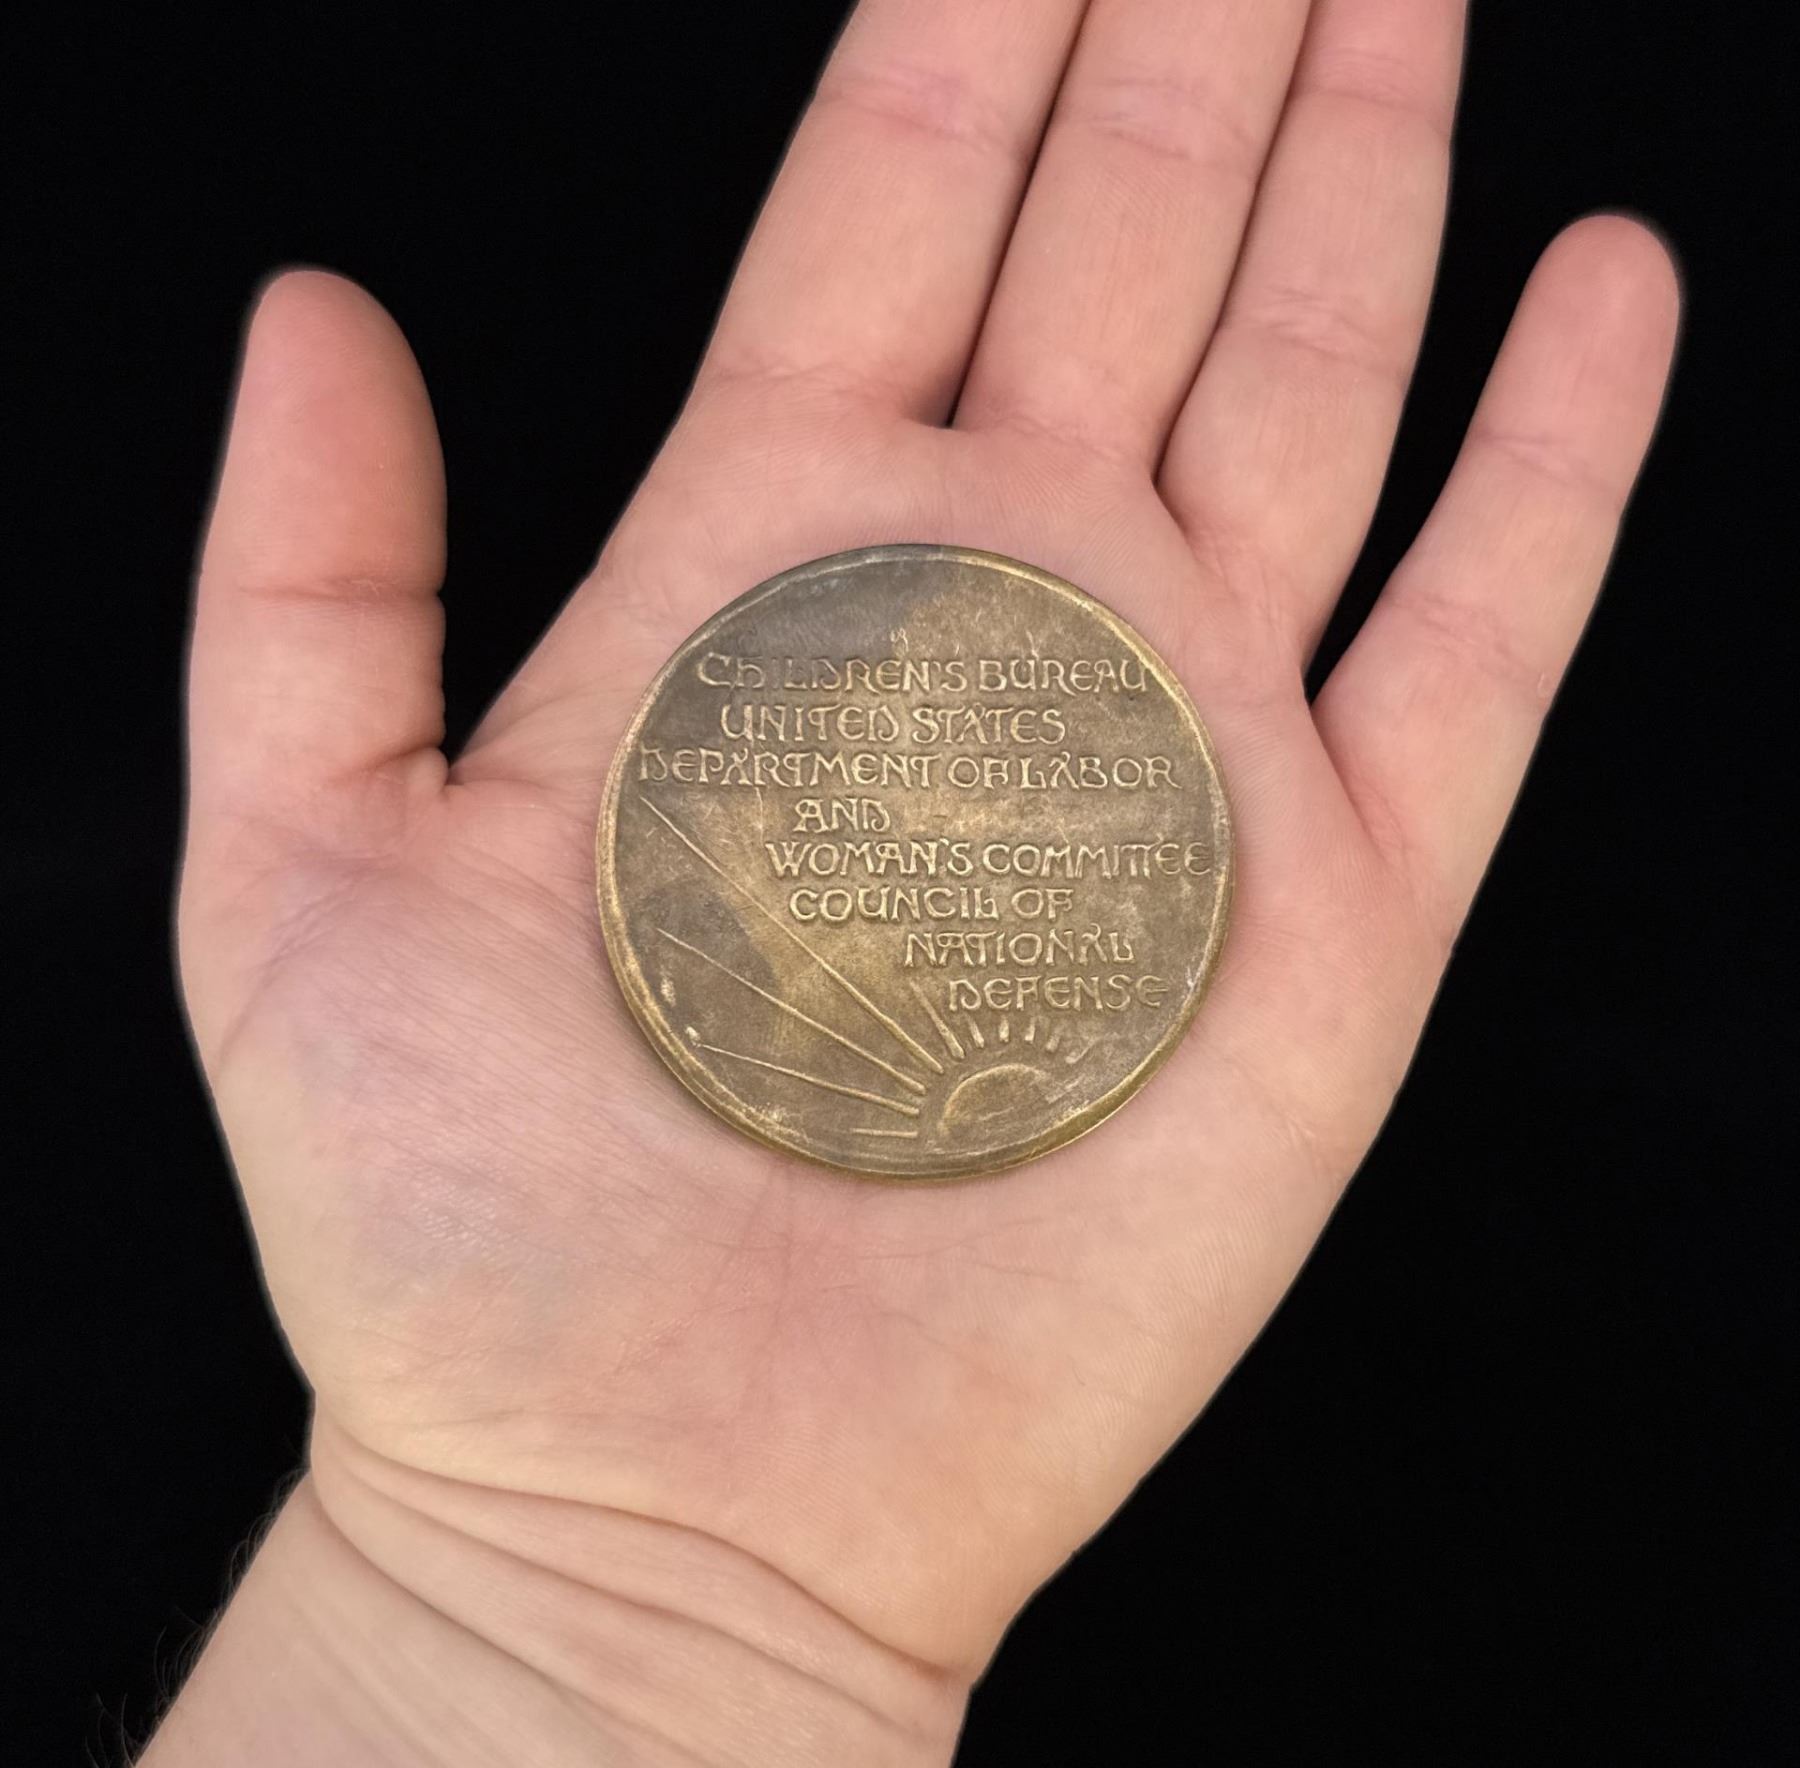 CHILDREN'S BUREAU
UNITED STATES
DEPARTMENT OF LABOR
AND
WOMAN'S COMMITTEE
COUNCIL OF
NATIONAL
DEFENSE